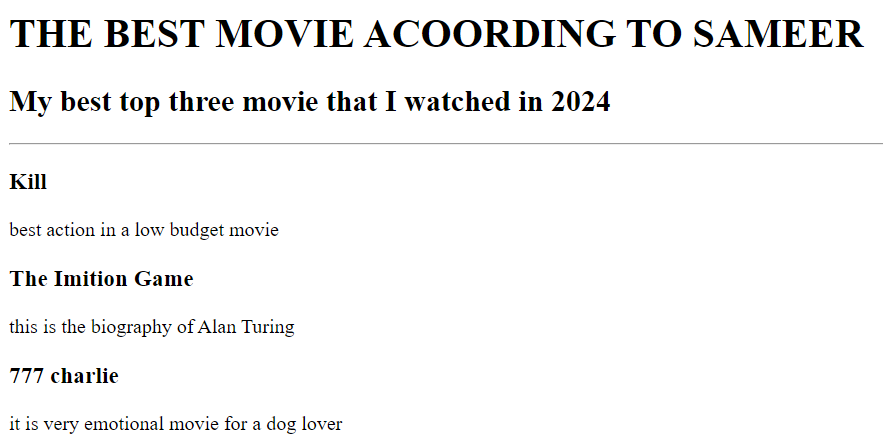 THE BEST MOVIE ACOORDING TO SAMEER
My best top three movie that I watched in 2024
Kill
best action in a low budget movie
The Imition Game
this is the biography of Alan Turing
777 charlie
it is very emotional movie for a dog lover